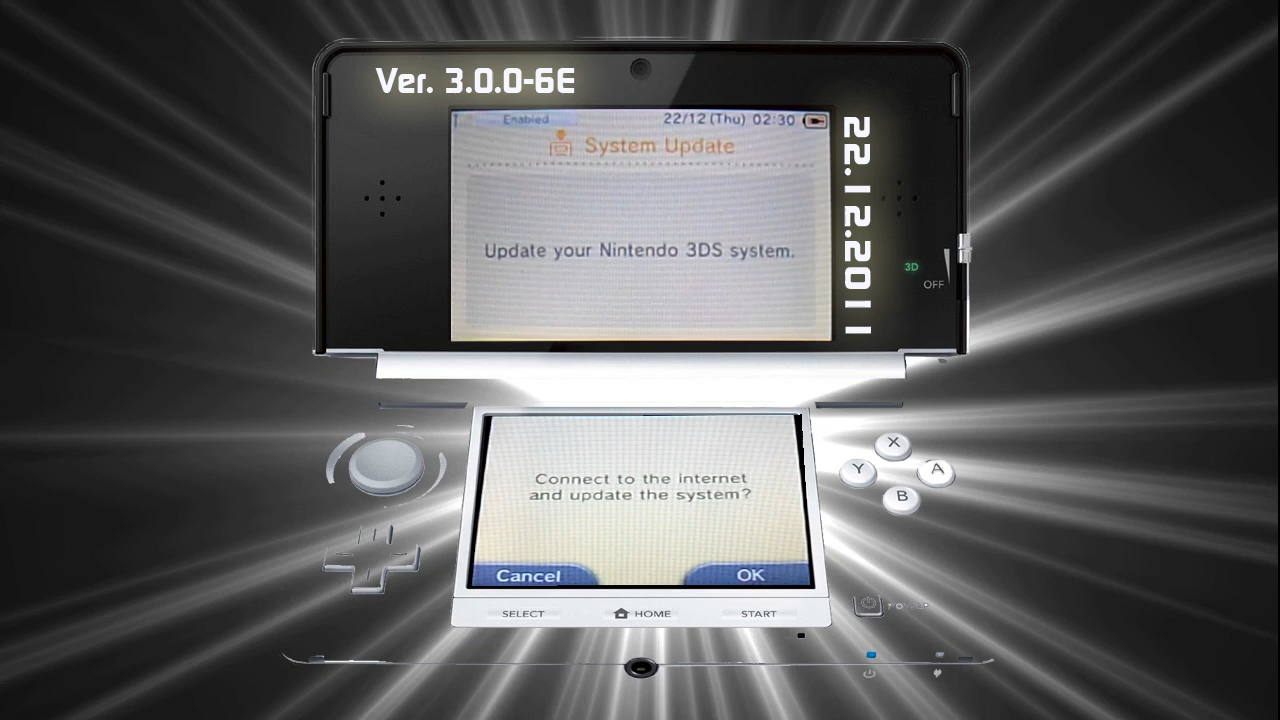 Ver. 3.0.0-6E
Enabled
22/12 (Thu) 02:30
System Update
Update your Nintendo 3DS system.
22.12.2011
3D
OFF
Connect to the internet
and update the system?
Cancel
OK
X
Y
A
B
SELECT
HOME
START